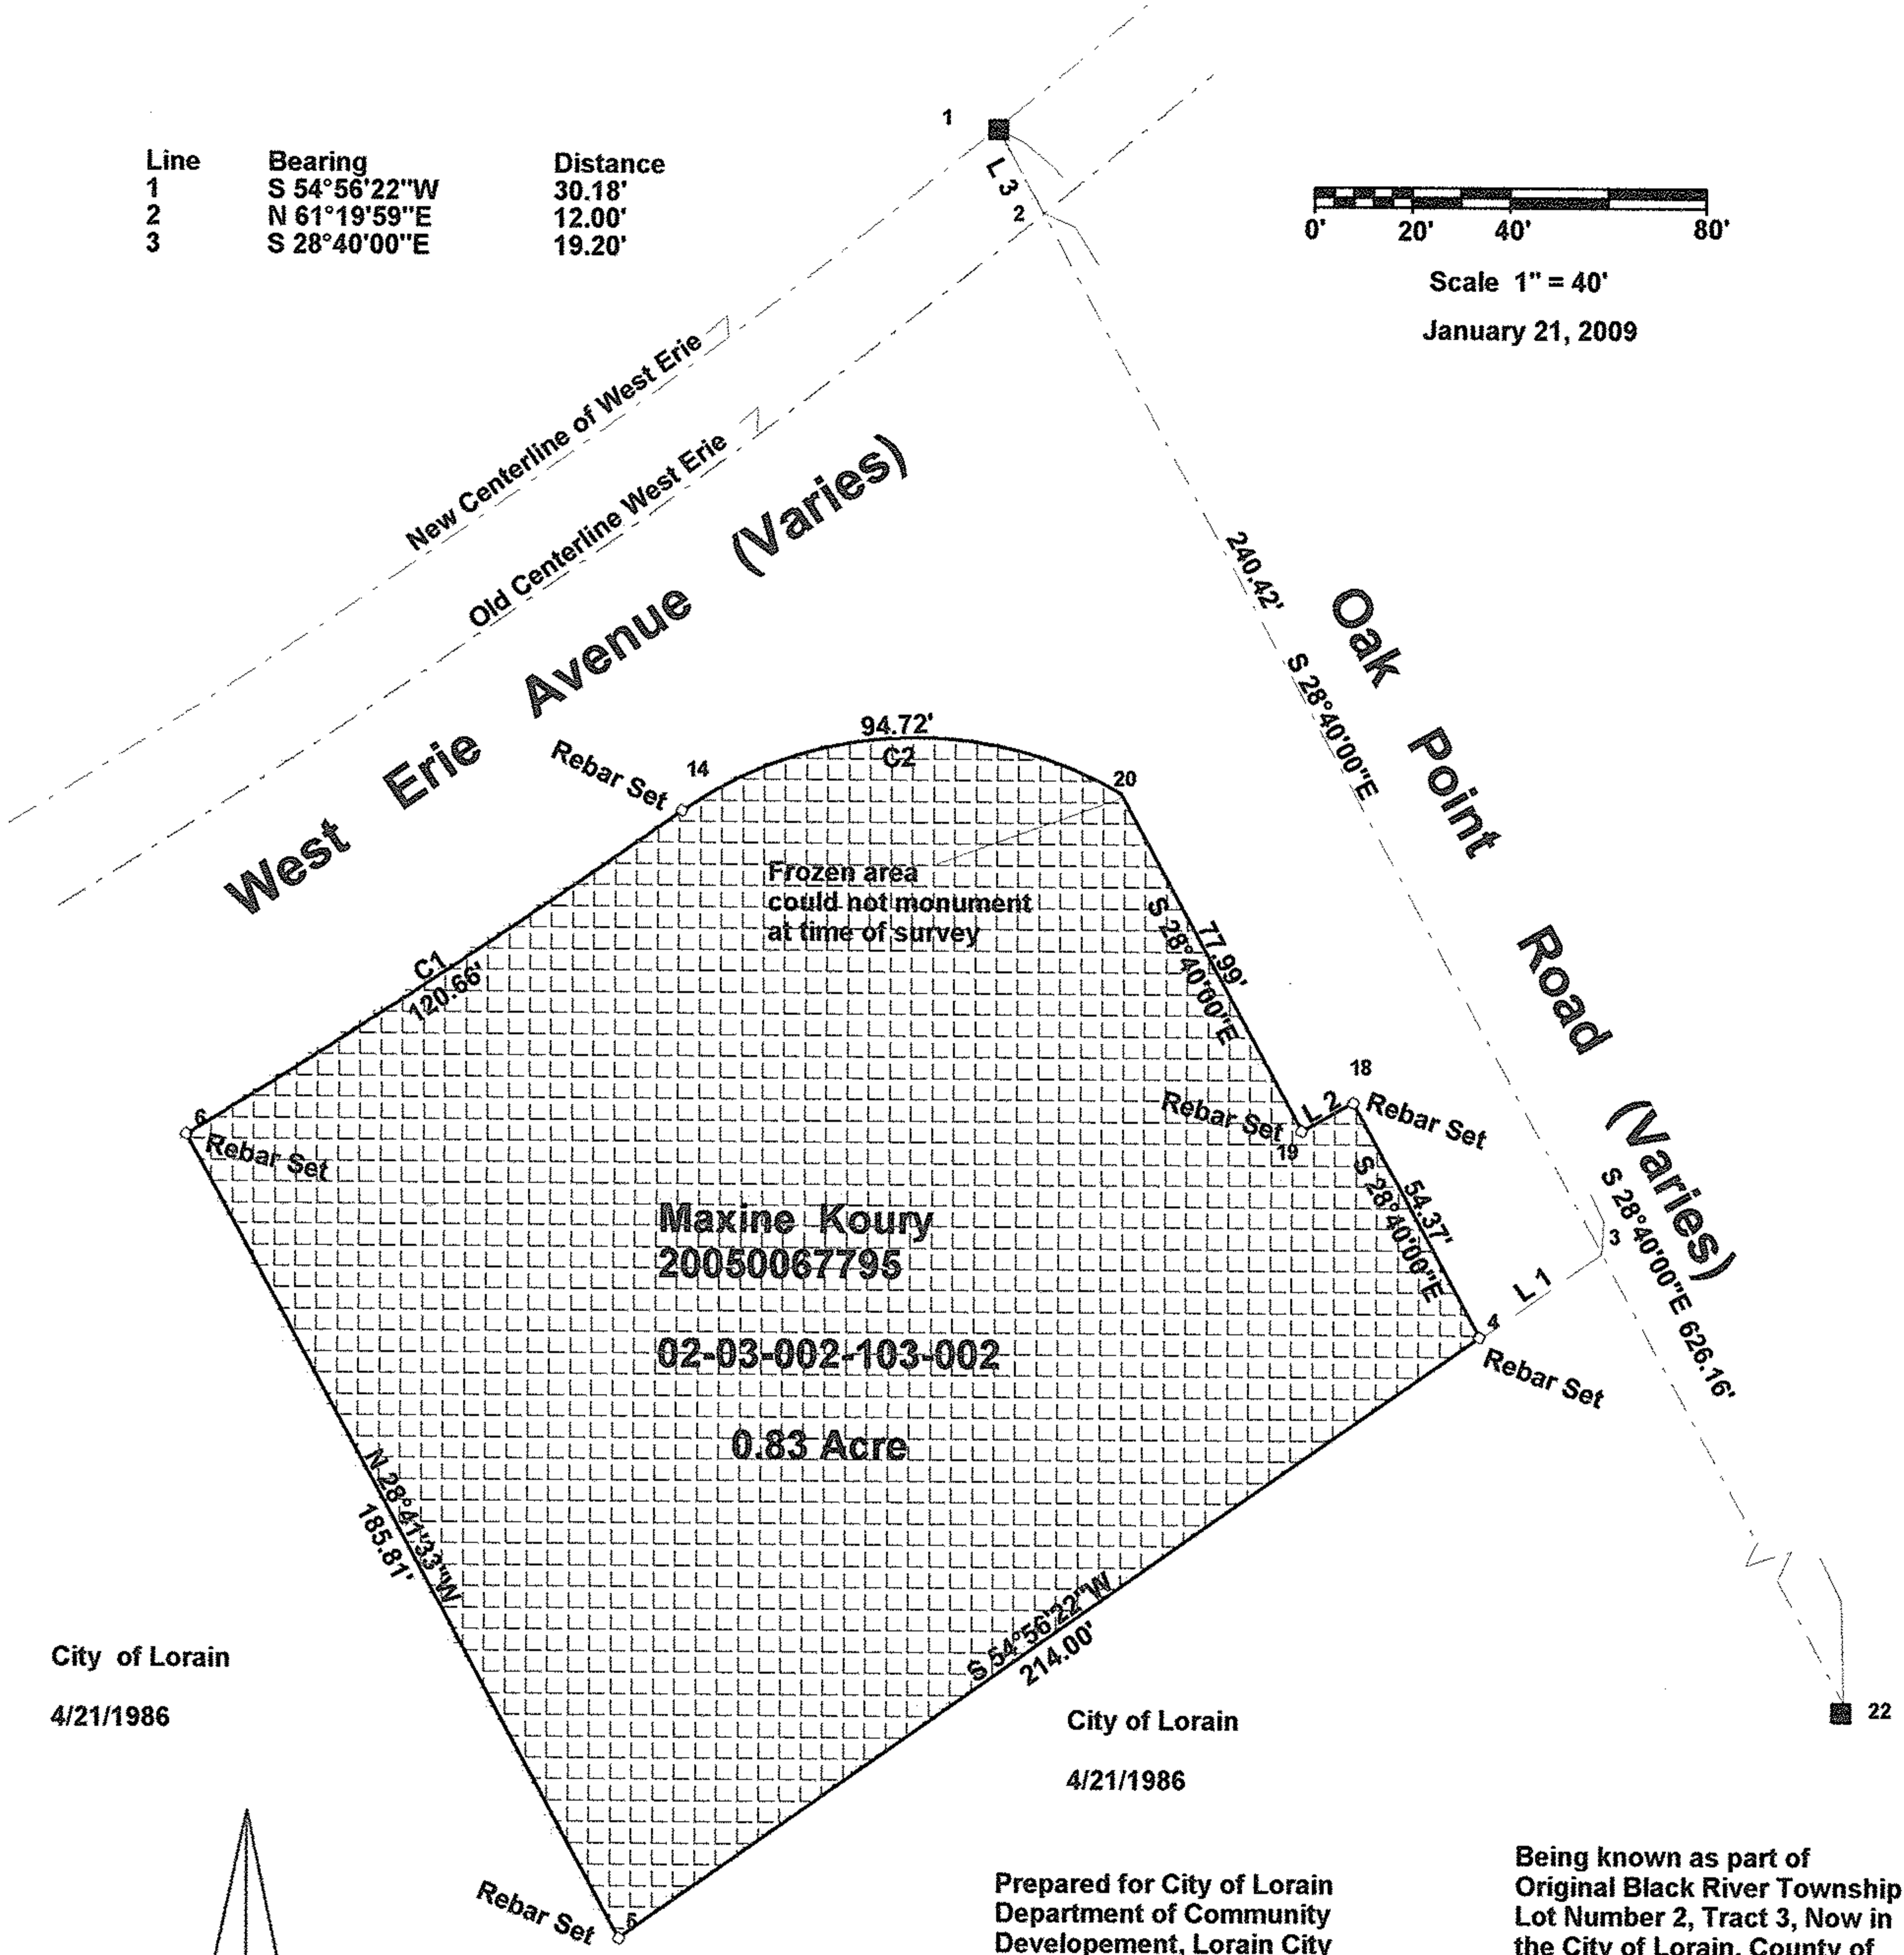 1
Line Bearing Distance
1 S 54°56'22"W 30.18'
2 N 61°19'59"E 12.00'
3 S 28°40'00"E 19.20'
L 3
2
0' 20' 40' 80'
Scale 1" = 40'
January 21, 2009
New Centerline of West Erie
Old Centerline West Erie
West Erie Avenue (Varies)
240.42'
S 28°40'00"E
Oak Point Road (Varies)
94.72'
C2
Rebar Set
14
20
Frozen area
could not monument
at time of survey
77.99'
S 28°40'00"E
C1
120.66'
18
Rebar Set
L 2
Rebar Set
19
6
Rebar Set
54.37'
S 28°40'00"E
3
S 28°40'00"E 626.16'
L 1
4
Rebar Set
Maxine Koury
20050067795
02-03-002-103-002
0.83 Acre
N 28°41'33"W
185.81'
S 54°56'22"W
214.00'
City of Lorain
4/21/1986
City of Lorain
4/21/1986
22
Rebar Set
5
Prepared for City of Lorain
Department of Community
Developement, Lorain City
Being known as part of
Original Black River Township
Lot Number 2, Tract 3, Now in
the City of Lorain, County of